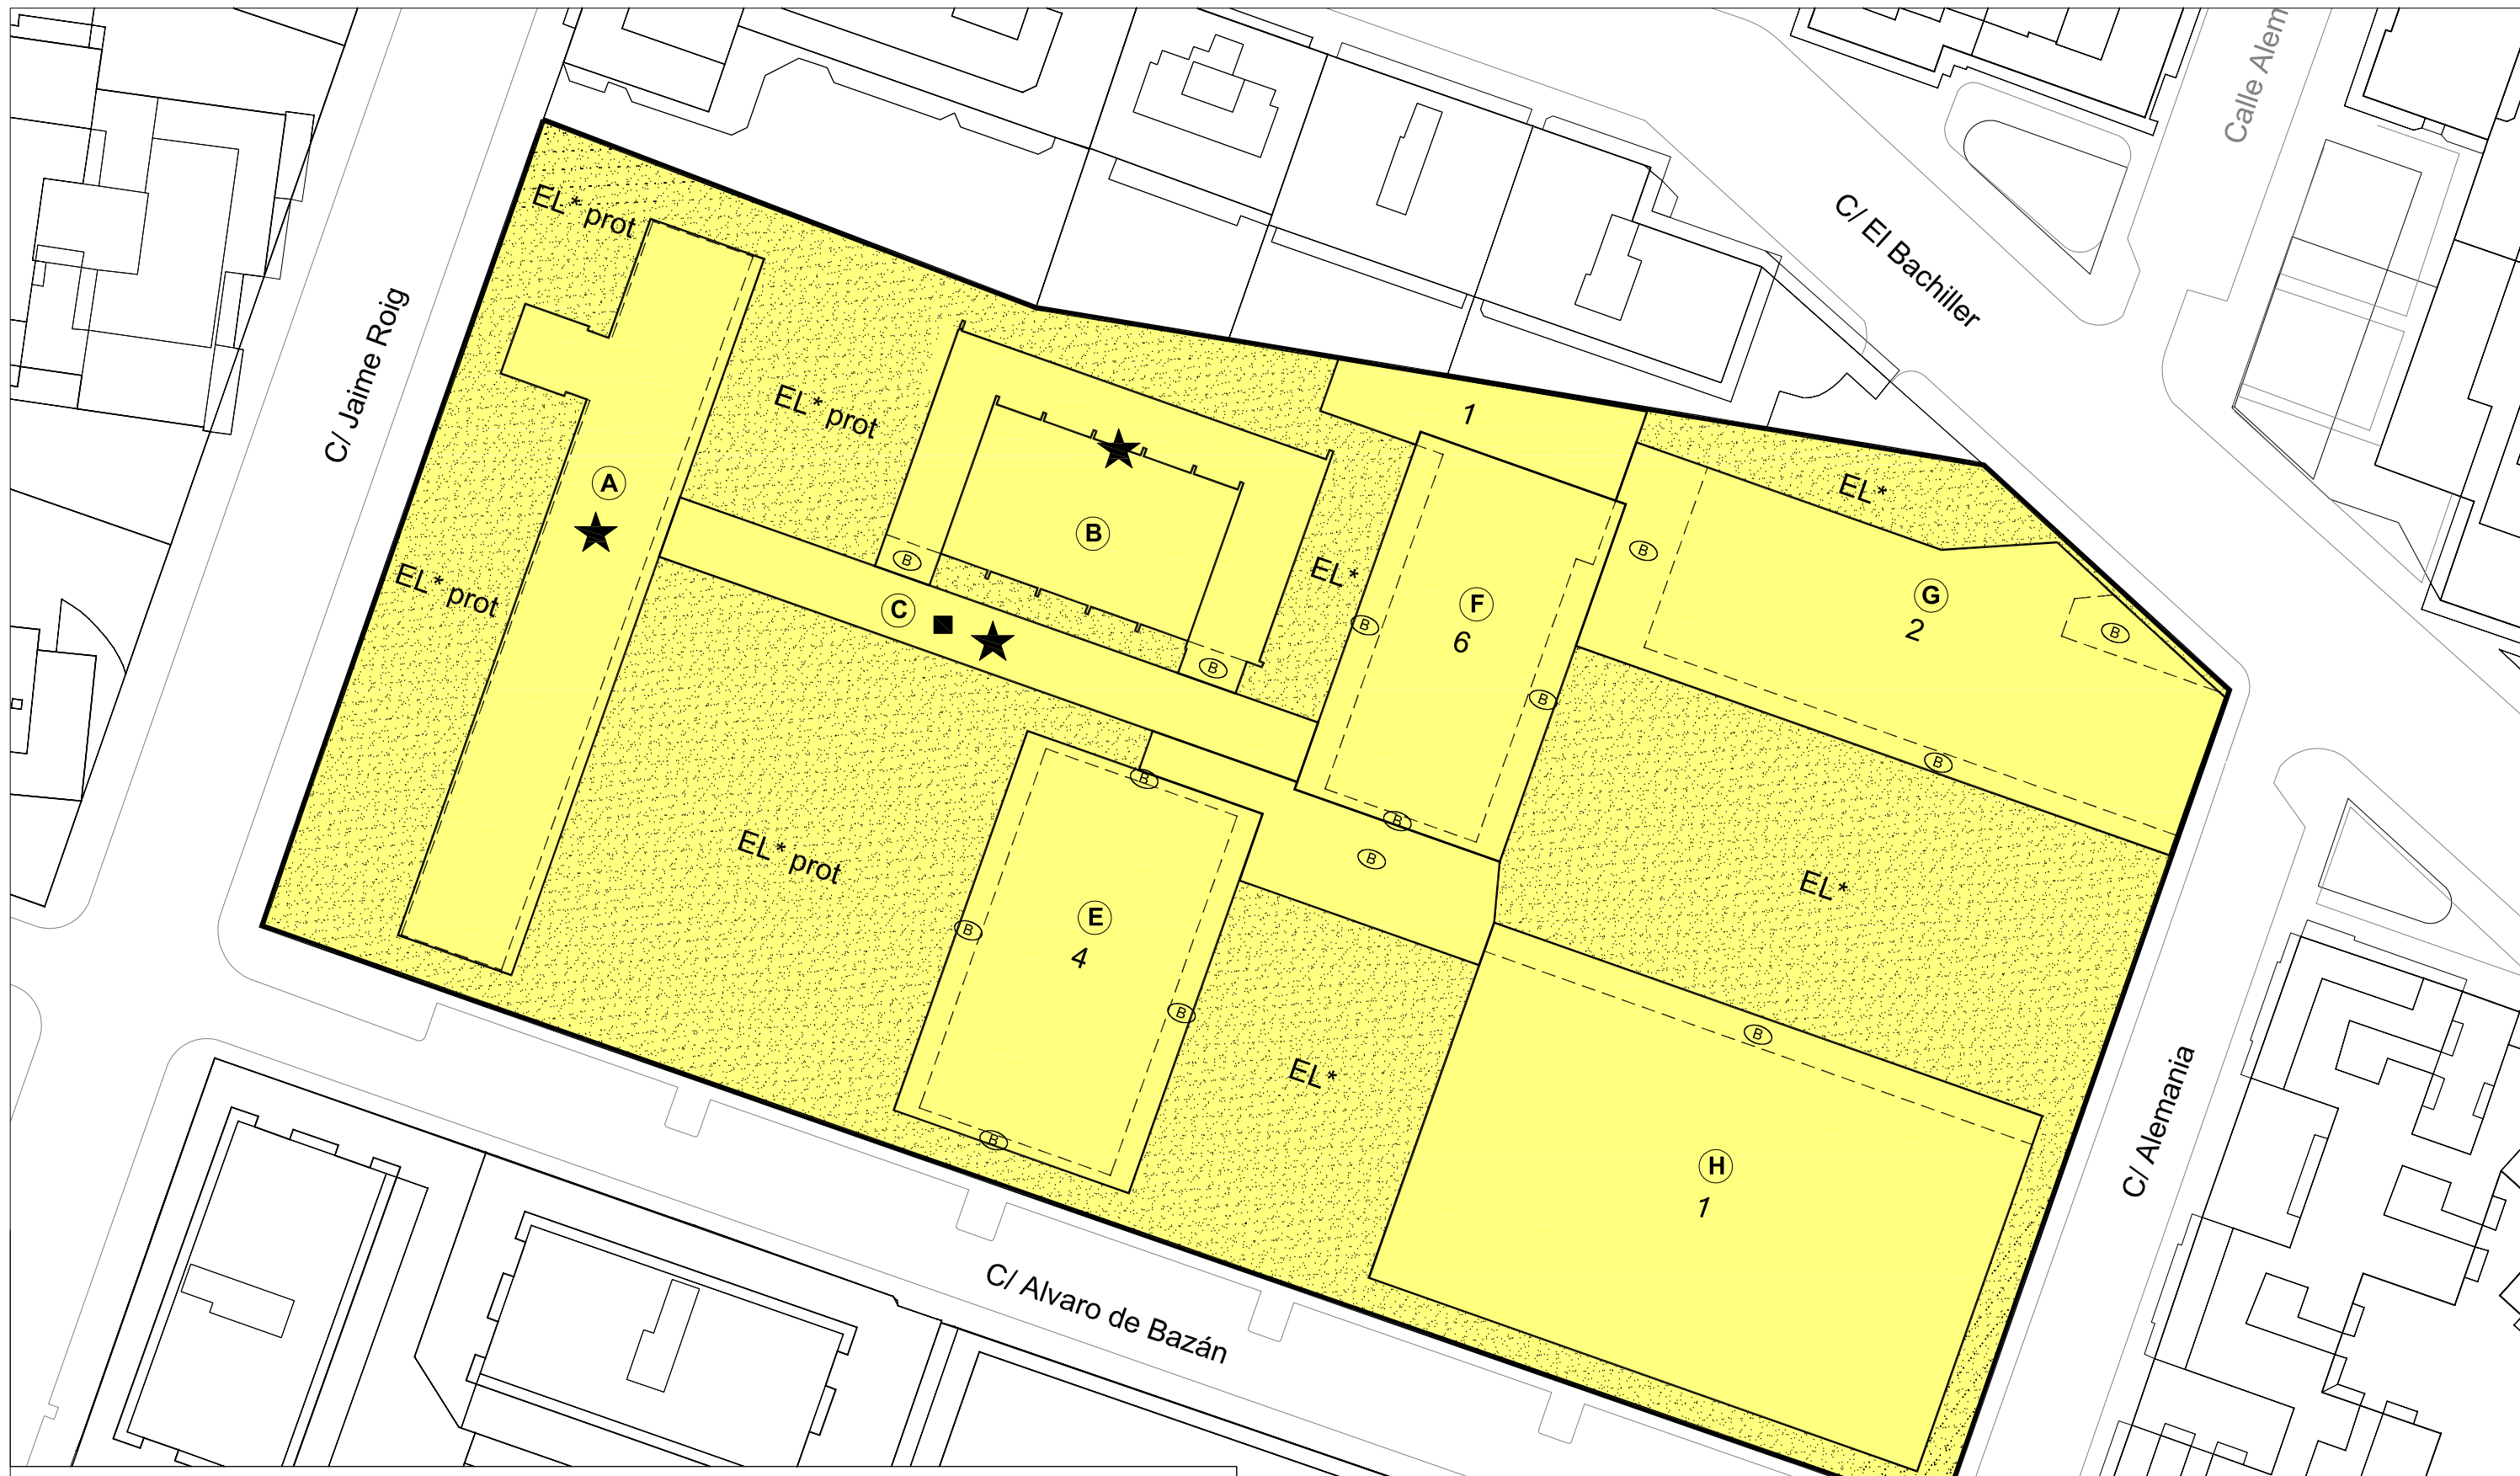 Calle Alem
C/ El Bachiller
EL* prot
C/ Jaime Roig
EL* prot
1
A
EL*
B
B
EL*
B
EL* prot
C
B
F
6
B
G
2
B
B
B
B
B
B
EL* prot
B
B
EL*
E
4
B
B
B
EL*
B
H
1
C/ Alemania
C/ Alvaro de Bazán